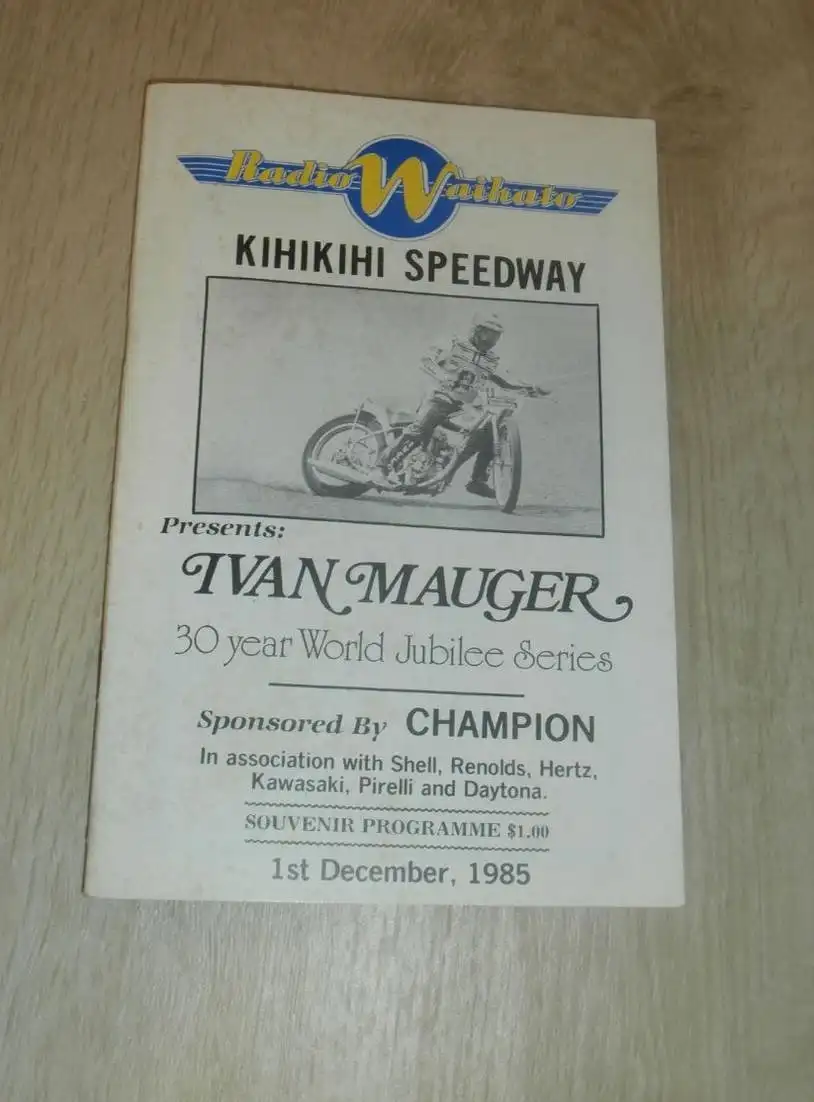 Radio Waikato
KIHIKIHI SPEEDWAY
Presents:
IVAN MAUGER
30 year World Jubilee Series
Sponsored By CHAMPION
In association with Shell, Renolds, Hertz,
Kawasaki, Pirelli and Daytona.
SOUVENIR PROGRAMME $1.00
1st December, 1985